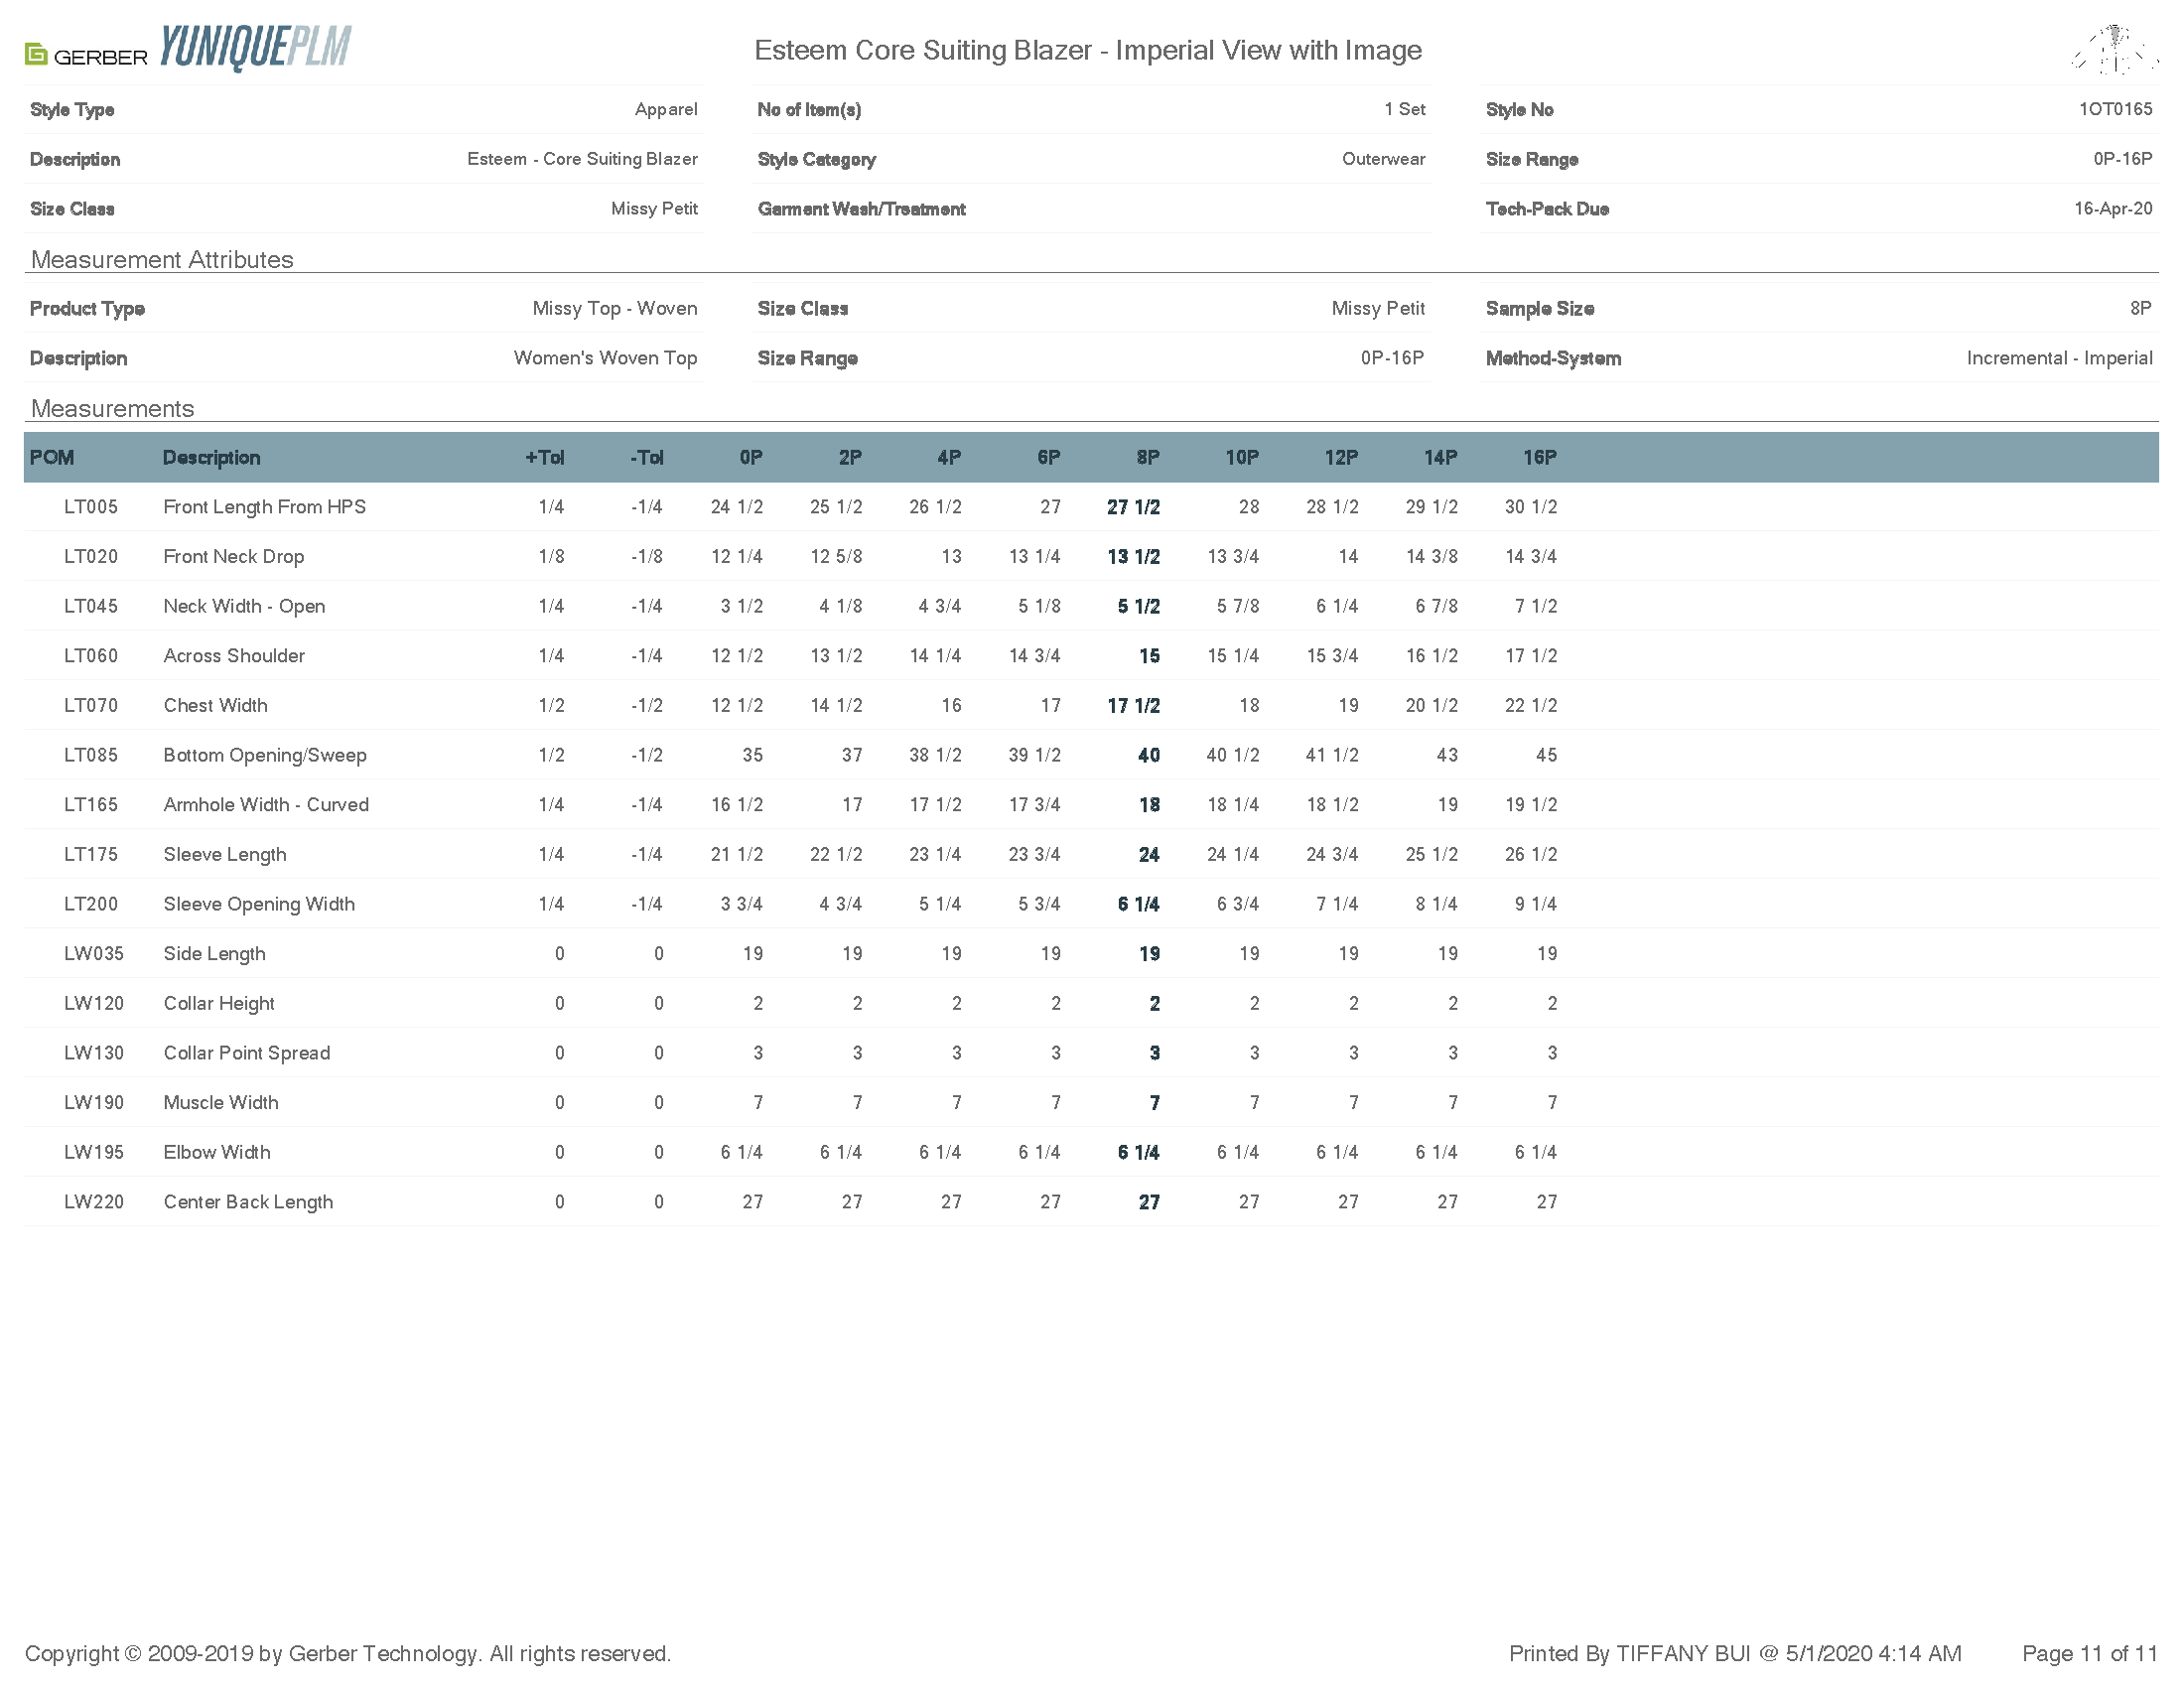 GERBER YUNIQUEPLM Esteem Core Suiting Blazer - Imperial View with Image
Style Type Apparel No of Item(s) 1 Set Style No 1OT0165
Description Esteem - Core Suiting Blazer Style Category Outerwear Size Range 0P-16P
Size Class Missy Petit Garment Wash/Treatment Tech-Pack Due 16-Apr-20
Measurement Attributes
Product Type Missy Top - Woven Size Class Missy Petit Sample Size 8P
Description Women's Woven Top Size Range 0P-16P Method-System Incremental - Imperial
Measurements
POM Description +Tol -Tol 0P 2P 4P 6P 8P 10P 12P 14P 16P
LT005 Front Length From HPS 1/4 -1/4 24 1/2 25 1/2 26 1/2 27 27 1/2 28 28 1/2 29 1/2 30 1/2
LT020 Front Neck Drop 1/8 -1/8 12 1/4 12 5/8 13 13 1/4 13 1/2 13 3/4 14 14 3/8 14 3/4
LT045 Neck Width - Open 1/4 -1/4 3 1/2 4 1/8 4 3/4 5 1/8 5 1/2 5 7/8 6 1/4 6 7/8 7 1/2
LT060 Across Shoulder 1/4 -1/4 12 1/2 13 1/2 14 1/4 14 3/4 15 15 1/4 15 3/4 16 1/2 17 1/2
LT070 Chest Width 1/2 -1/2 12 1/2 14 1/2 16 17 17 1/2 18 19 20 1/2 22 1/2
LT085 Bottom Opening/Sweep 1/2 -1/2 35 37 38 1/2 39 1/2 40 40 1/2 41 1/2 43 45
LT165 Armhole Width - Curved 1/4 -1/4 16 1/2 17 17 1/2 17 3/4 18 18 1/4 18 1/2 19 19 1/2
LT175 Sleeve Length 1/4 -1/4 21 1/2 22 1/2 23 1/4 23 3/4 24 24 1/4 24 3/4 25 1/2 26 1/2
LT200 Sleeve Opening Width 1/4 -1/4 3 3/4 4 3/4 5 1/4 5 3/4 6 1/4 6 3/4 7 1/4 8 1/4 9 1/4
LW035 Side Length 0 0 19 19 19 19 19 19 19 19 19
LW120 Collar Height 0 0 2 2 2 2 2 2 2 2 2
LW130 Collar Point Spread 0 0 3 3 3 3 3 3 3 3 3
LW190 Muscle Width 0 0 7 7 7 7 7 7 7 7 7
LW195 Elbow Width 0 0 6 1/4 6 1/4 6 1/4 6 1/4 6 1/4 6 1/4 6 1/4 6 1/4 6 1/4
LW220 Center Back Length 0 0 27 27 27 27 27 27 27 27 27
Copyright © 2009-2019 by Gerber Technology. All rights reserved. Printed By TIFFANY BUI @ 5/1/2020 4:14 AM Page 11 of 11